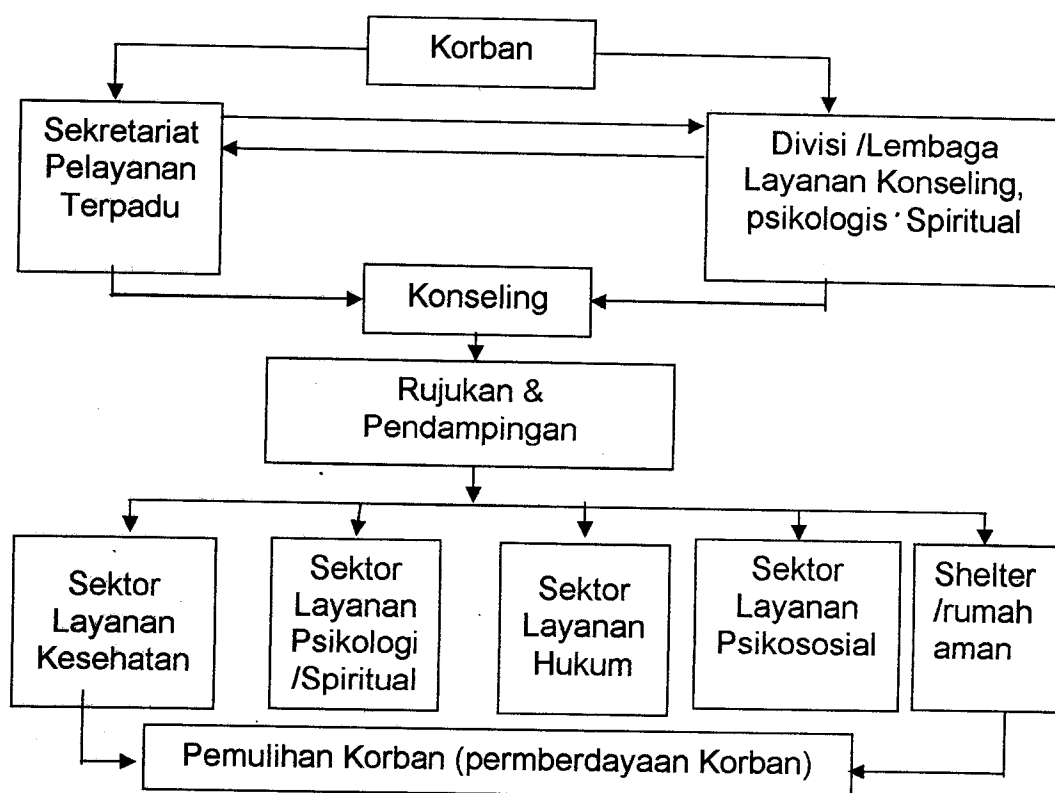 Korban
Sekretariat
Pelayanan
Terpadu
Divisi /Lembaga
Layanan Konseling,
psikologis Spiritual
Konseling
Rujukan &
Pendampingan
Sektor
Layanan
Kesehatan
Sektor
Layanan
Psikologi
/Spiritual
Sektor
Layanan
Hukum
Sektor
Layanan
Psikososial
Shelter
/rumah
aman
Pemulihan Korban (permberdayaan Korban)